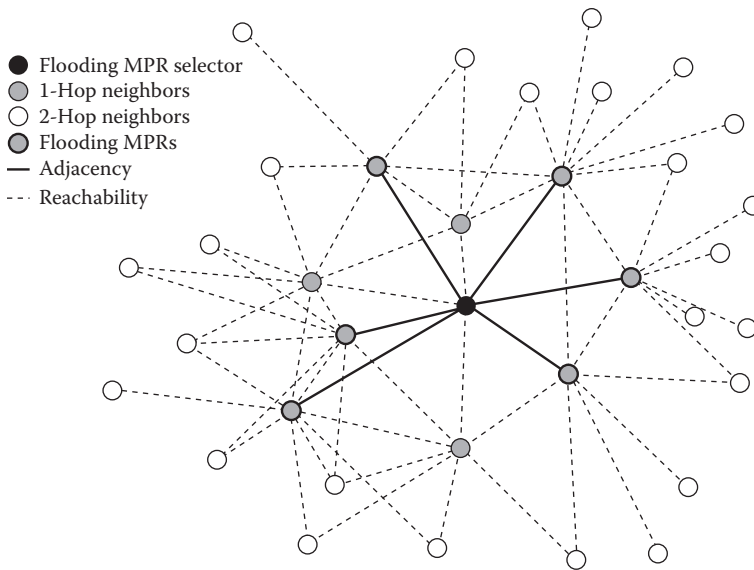 Flooding MPR selector
1-Hop neighbors
2-Hop neighbors
Flooding MPRs
Adjacency
Reachability